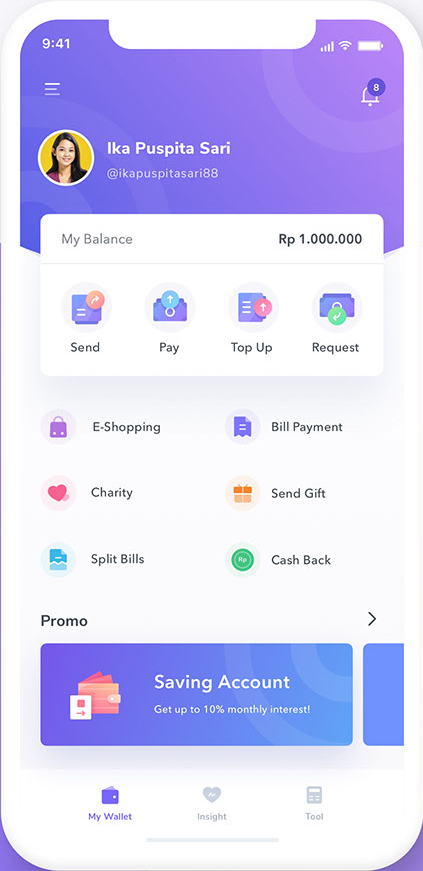 9:41
8
Ika Puspita Sari
@ikapuspitasari88
My Balance Rp 1.000.000
Send Pay Top Up Request
E-Shopping Bill Payment
Charity Send Gift
Split Bills Rp Cash Back
Promo
Saving Account
Get up to 10% monthly interest!
My Wallet Insight Tool